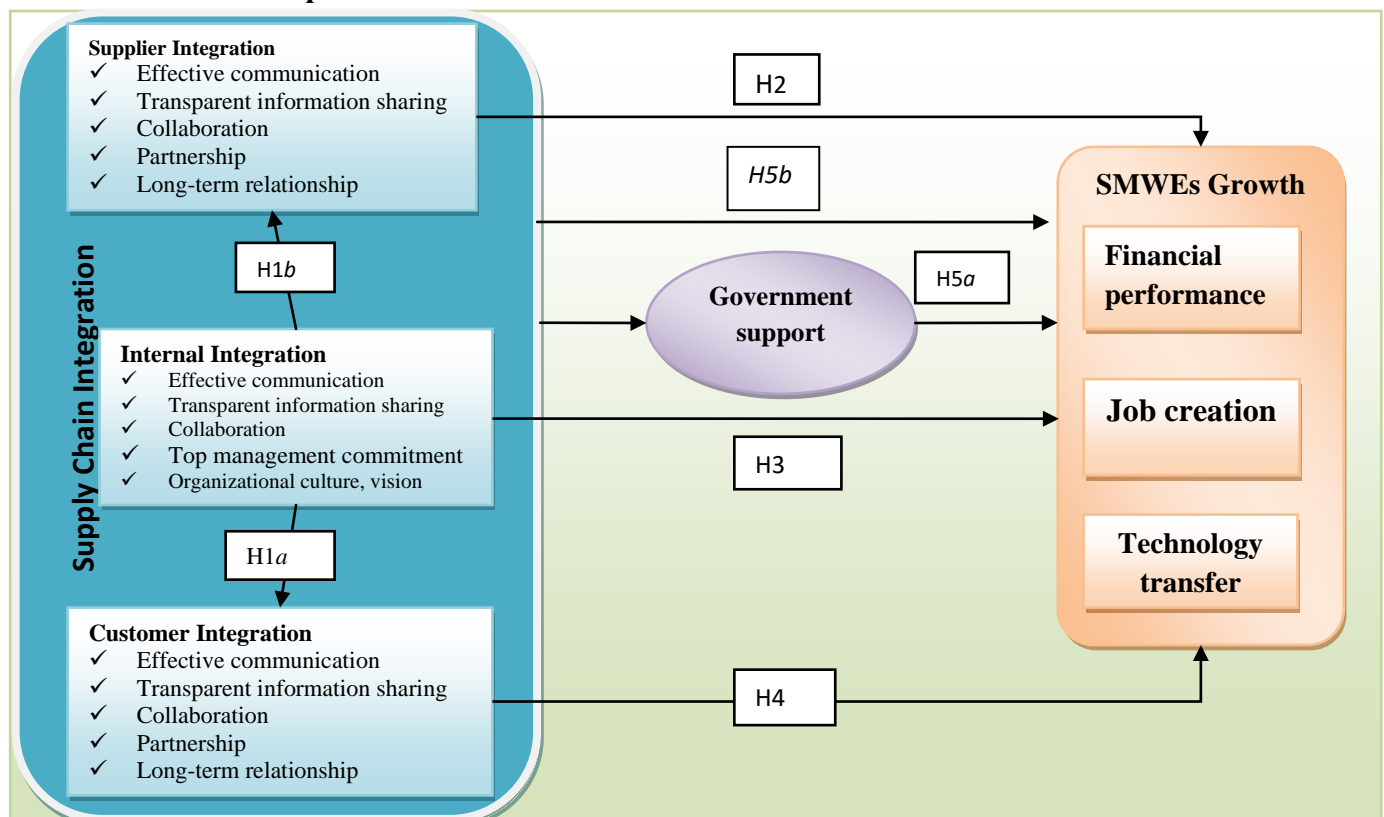 Supply Chain Integration
Supplier Integration
✓ Effective communication
✓ Transparent information sharing
✓ Collaboration
✓ Partnership
✓ Long-term relationship
H1b
Internal Integration
✓ Effective communication
✓ Transparent information sharing
✓ Collaboration
✓ Top management commitment
✓ Organizational culture, vision
H1a
Customer Integration
✓ Effective communication
✓ Transparent information sharing
✓ Collaboration
✓ Partnership
✓ Long-term relationship
H2
H5b
Government
support
H5a
H3
H4
SMWEs Growth
Financial
performance
Job creation
Technology
transfer